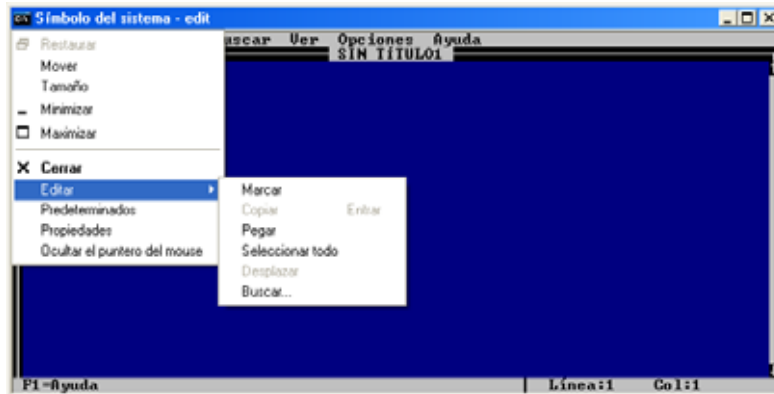 Símbolo del sistema - edit
uscar Ver Opciones Ayuda
SIN TÍTULO1
Restaurar
Mover
Tamaño
Minimizar
Maximizar
Cerrar
Editar
Predeterminados
Propiedades
Ocultar el puntero del mouse
Marcar
Copiar Entrar
Pegar
Seleccionar todo
Desplazar
Buscar...
F1=Ayuda Línea:1 Col:1